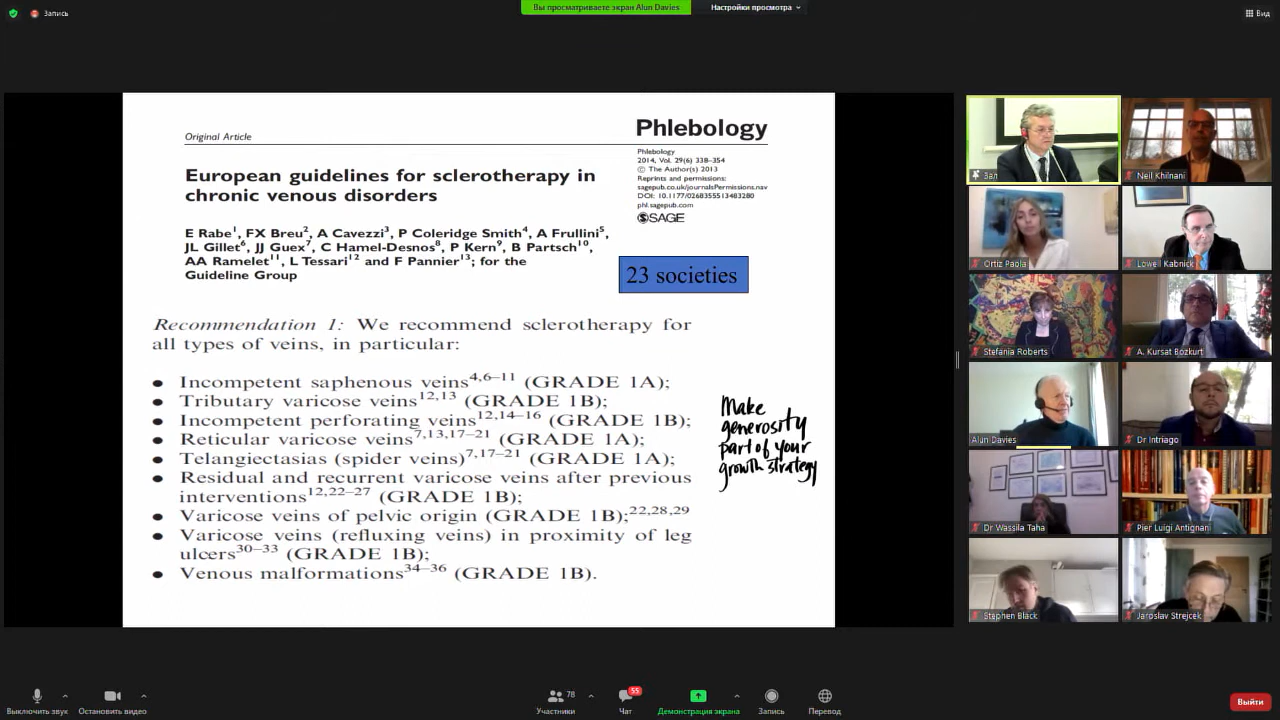 Запись
Вы просматриваете экран Alun Davies
Настройки просмотра
Вид
Original Article
Phlebology
Phlebology
2014, Vol. 29(6) 338–354
© The Author(s) 2013
Reprints and permissions:
sagepub.co.uk/journalsPermissions.nav
DOI: 10.1177/0268355513483280
phl.sagepub.com
SAGE
European guidelines for sclerotherapy in
chronic venous disorders
E Rabe1, FX Breu2, A Cavezzi3, P Coleridge Smith4, A Frullini5,
JL Gillet6, JJ Guex7, C Hamel-Desnos8, P Kern9, B Partsch10,
AA Ramelet11, L Tessari12 and F Pannier13; for the
Guideline Group
23 societies
Recommendation 1: We recommend sclerotherapy for
all types of veins, in particular:
• Incompetent saphenous veins4,6–11 (GRADE 1A);
• Tributary varicose veins12,13 (GRADE 1B);
• Incompetent perforating veins12,14–16 (GRADE 1B);
• Reticular varicose veins7,13,17–21 (GRADE 1A);
• Telangiectasias (spider veins)7,17–21 (GRADE 1A);
• Residual and recurrent varicose veins after previous
interventions12,22–27 (GRADE 1B);
• Varicose veins of pelvic origin (GRADE 1B);22,28,29
• Varicose veins (refluxing veins) in proximity of leg
ulcers30–33 (GRADE 1B);
• Venous malformations34–36 (GRADE 1B).
Make
generosity
part of your
growth strategy
Зал
Neil Khilnani
Ortiz Paola
Lowell Kabnick
Stefania Roberts
A. Kursat Bozkurt
Alun Davies
Dr Intriago
Dr Wassila Taha
Pier Luigi Antignani
Stephen Black
Jaroslav Strejcek
Выключить звук
Остановить видео
78
Участники
55
Чат
Демонстрация экрана
Запись
Перевод
Выйти